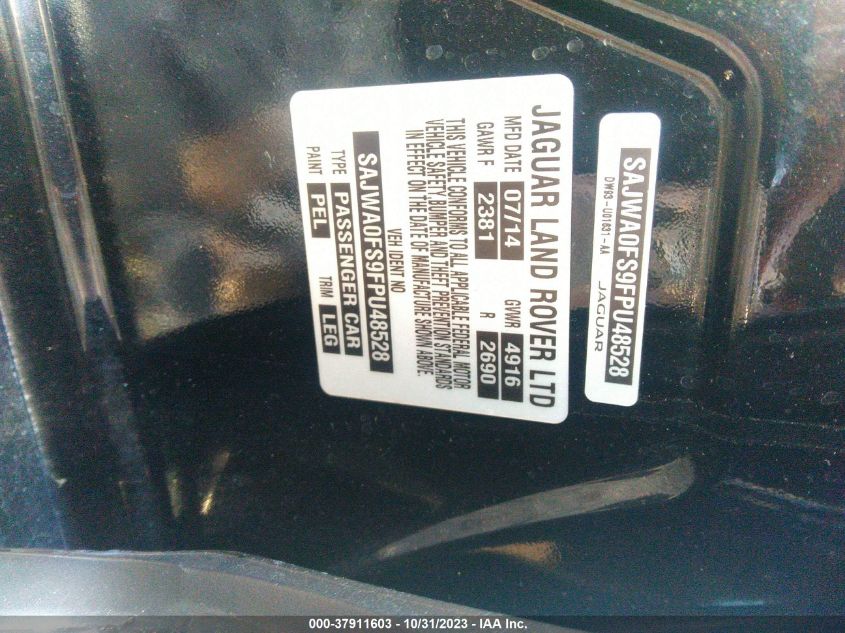 SAJWA0FS9FPU48528
DW93-U01631-AA JAGUAR
JAGUAR LAND ROVER LTD
MFD DATE 07/14 GVWR 4916
GAWR F 2381 R 2690
THIS VEHICLE CONFORMS TO ALL APPLICABLE FEDERAL MOTOR
VEHICLE SAFETY, BUMPER AND THEFT PREVENTION STANDARDS
IN EFFECT ON THE DATE OF MANUFACTURE SHOWN ABOVE
VEH IDENT NO
SAJWA0FS9FPU48528
TYPE PASSENGER CAR
PAINT PEL TRIM LEG
000-37911603 - 10/31/2023 - IAA Inc.